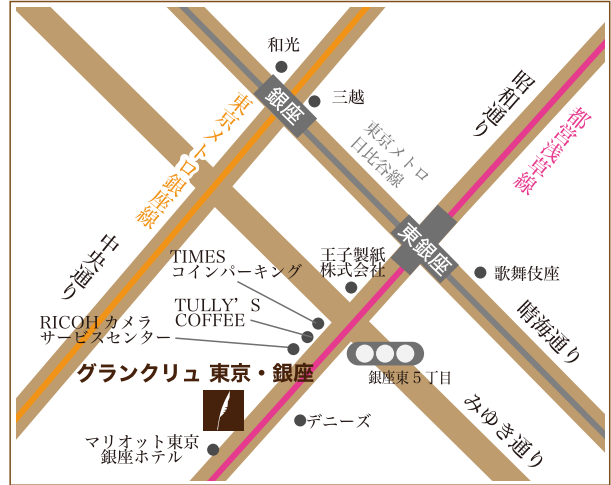 和光
三越
銀座
昭和通り
都営浅草線
東京メトロ
日比谷線
東京メトロ銀座線
東銀座
中央通り
TIMES
コインパーキング
王子製紙
株式会社
歌舞伎座
TULLY'S
COFFEE
RICOHカメラ
サービスセンター
晴海通り
グランクリュ 東京・銀座
銀座東5丁目
みゆき通り
デニーズ
マリオット東京
銀座ホテル